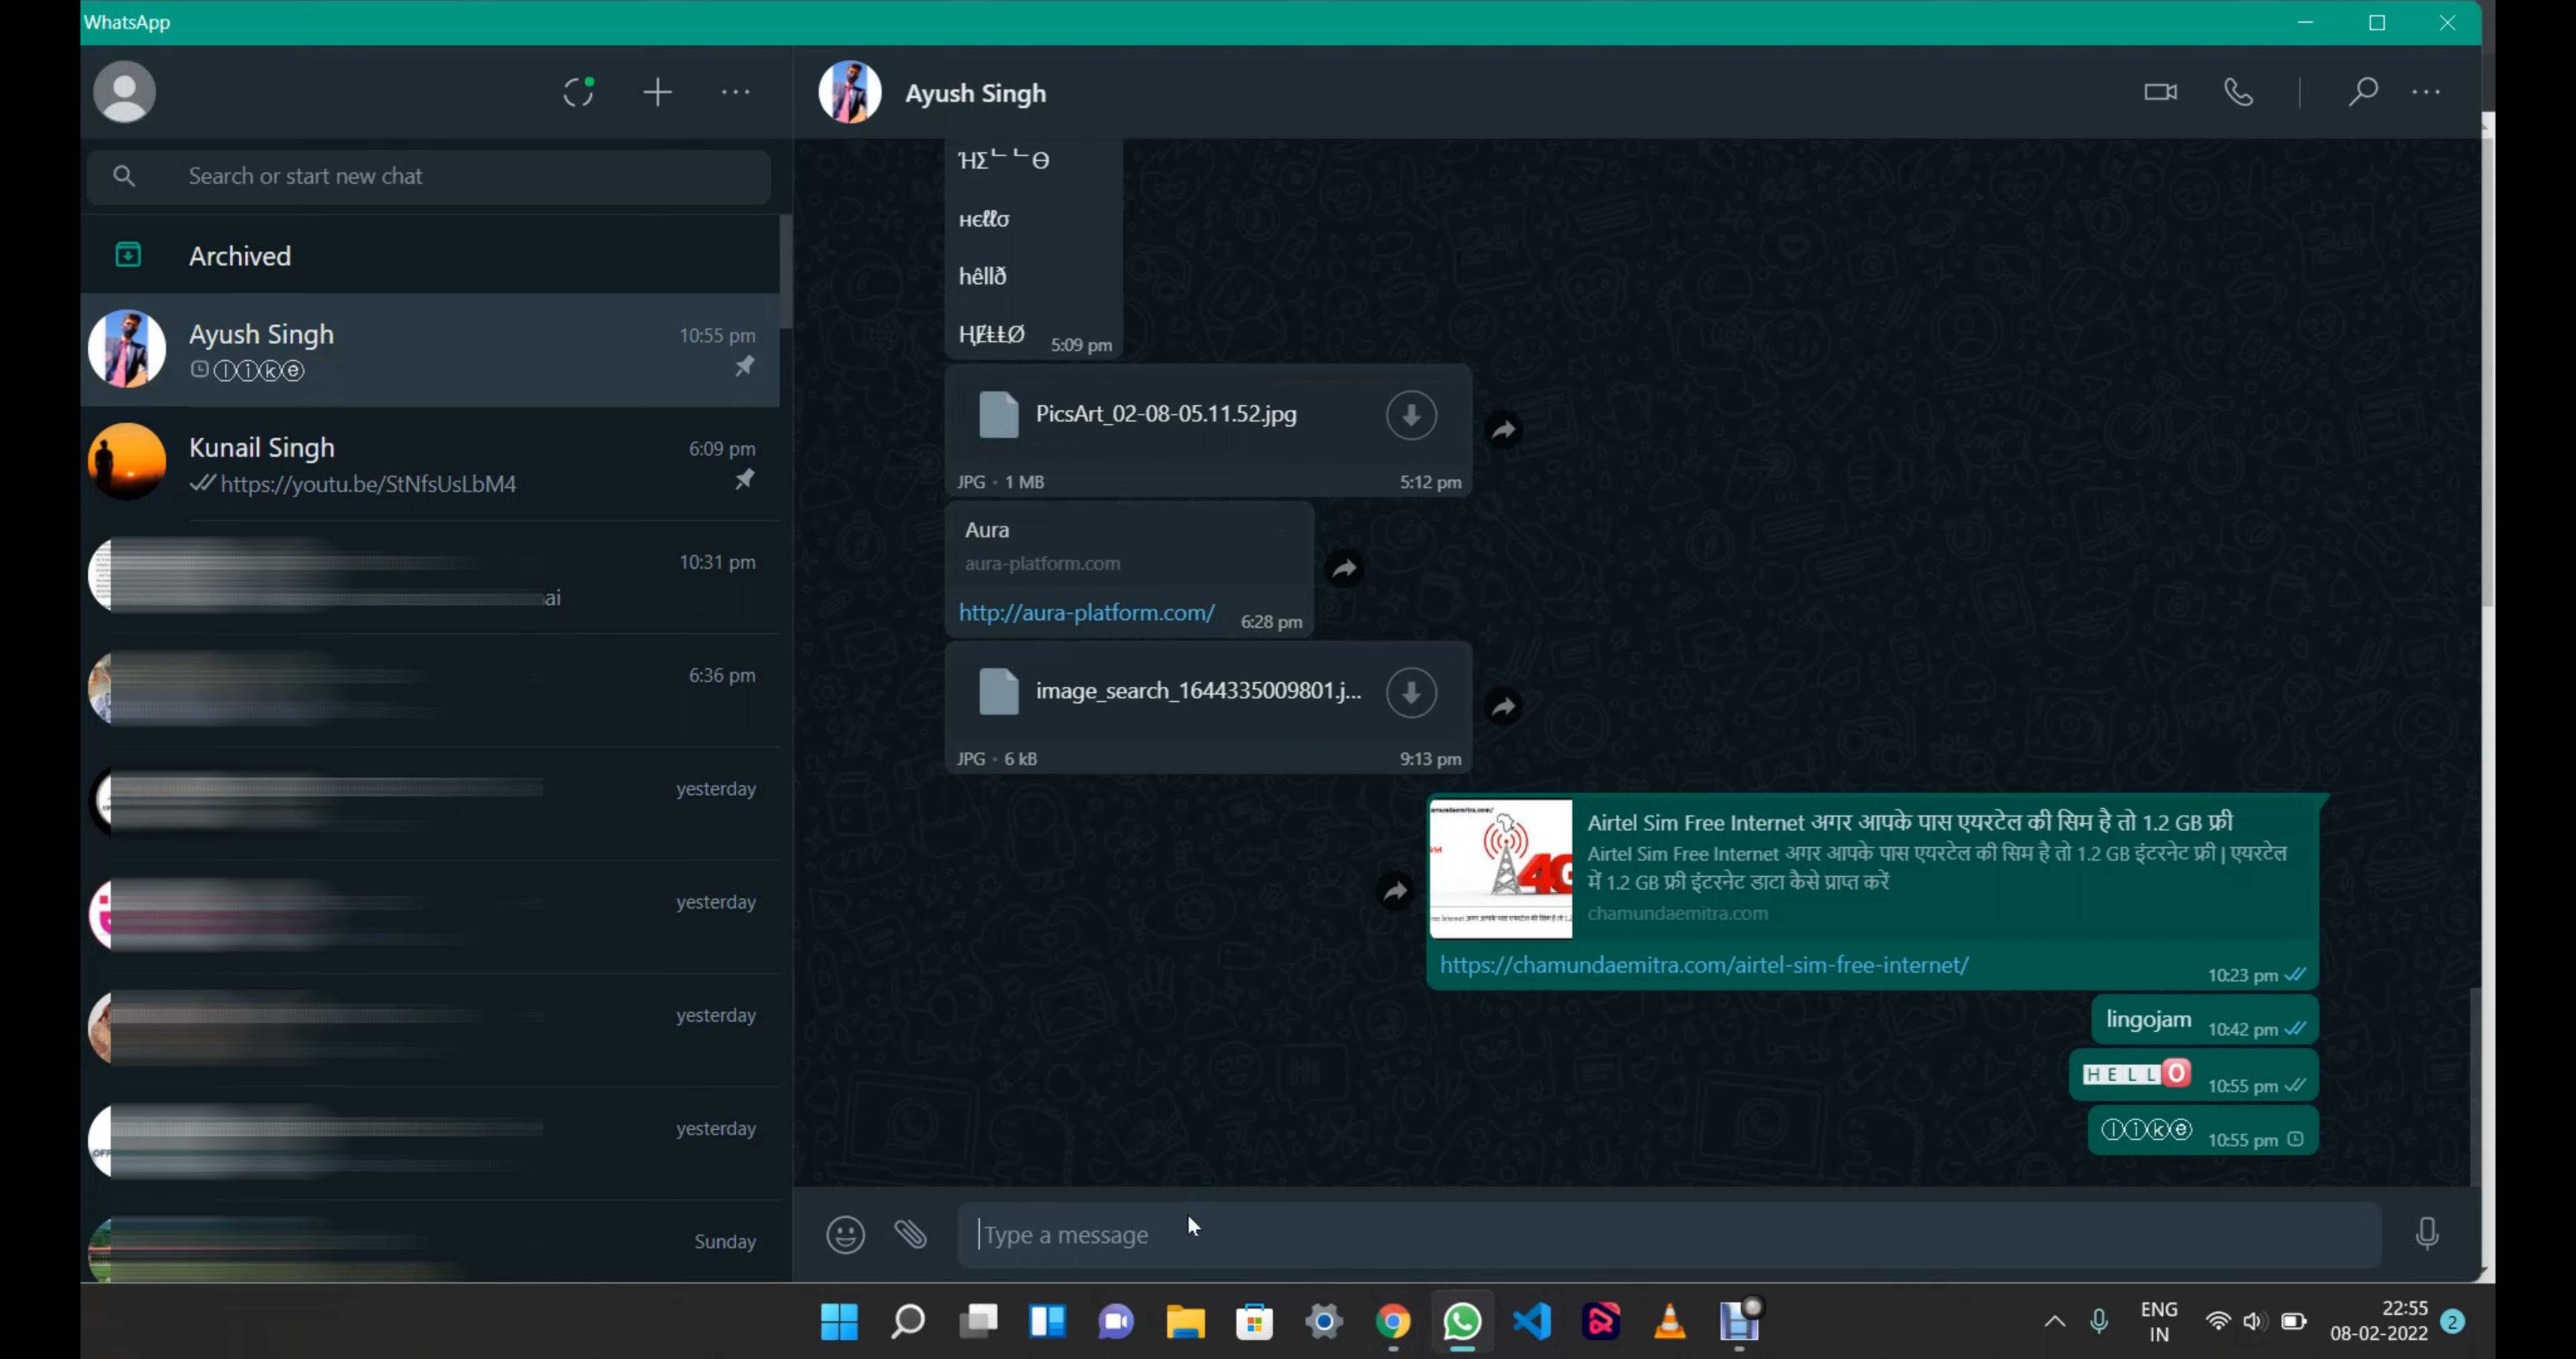 WhatsApp
Search or start new chat
Archived
Ayush Singh
10:55 pm
ⓛⓘⓚⓔ
Kunail Singh
6:09 pm
https://youtu.be/StNfsUsLbM4
10:31 pm
ai
6:36 pm
yesterday
yesterday
yesterday
yesterday
OFF
Sunday
Ayush Singh
ΉΣᄂᄂӨ
нєℓℓσ
hêllð
ⱧɆⱠⱠØ
5:09 pm
PicsArt_02-08-05.11.52.jpg
JPG • 1 MB
5:12 pm
Aura
aura-platform.com
http://aura-platform.com/
6:28 pm
image_search_1644335009801.j...
JPG • 6 kB
9:13 pm
4G
Airtel Sim Free Internet अगर आपके पास एयरटेल की सिम है तो 1.2 GB फ्री
Airtel Sim Free Internet अगर आपके पास एयरटेल की सिम है तो 1.2 GB इंटरनेट फ्री | एयरटेल
में 1.2 GB फ्री इंटरनेट डाटा कैसे प्राप्त करें
chamundaemitra.com
https://chamundaemitra.com/airtel-sim-free-internet/
10:23 pm
lingojam 10:42 pm
🅷🅴🅻🅻🅾 10:55 pm
ⓛⓘⓚⓔ 10:55 pm
Type a message
ENG
IN
22:55
08-02-2022
2